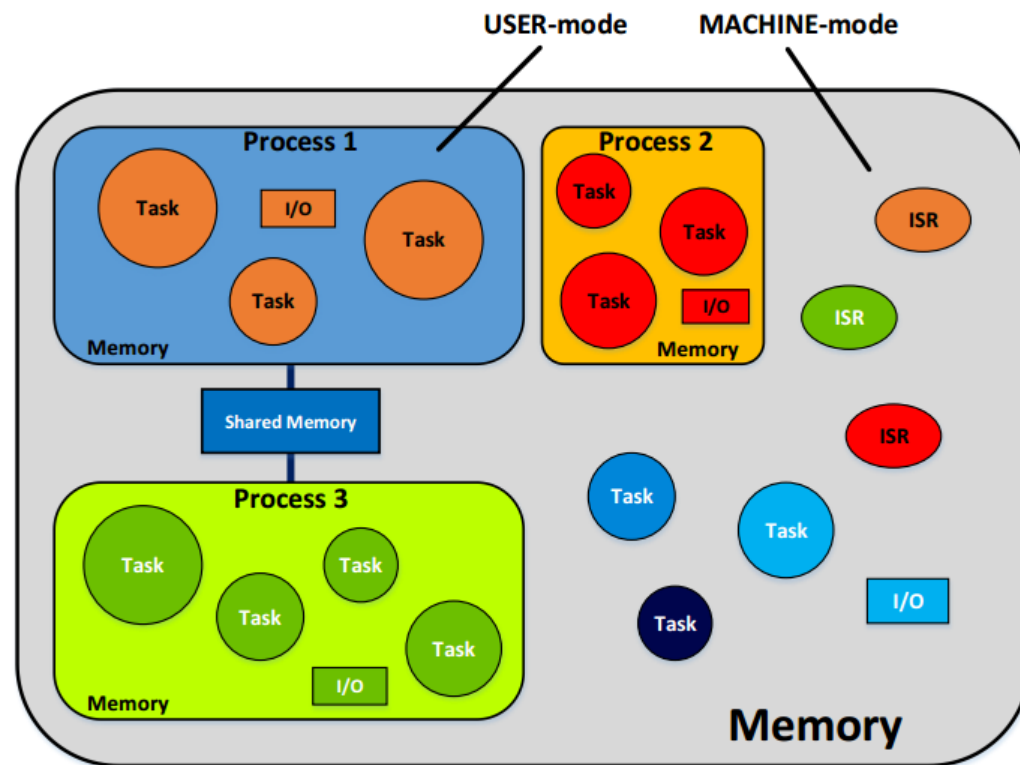 USER-mode
MACHINE-mode
Process 1
Task
I/O
Task
Task
Memory
Process 2
Task
Task
Task
I/O
Memory
ISR
ISR
ISR
Shared Memory
Process 3
Task
Task
Task
Task
I/O
Memory
Task
Task
I/O
Task
Memory